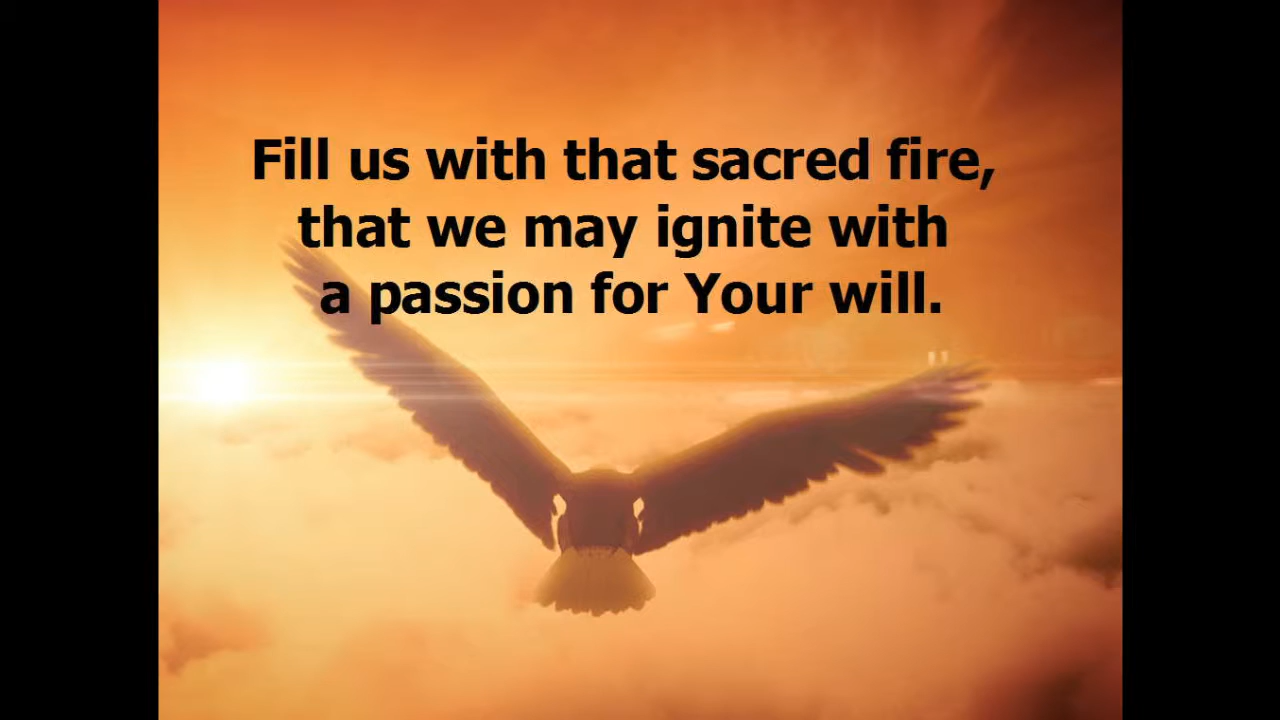 Fill us with that sacred fire,
that we may ignite with
a passion for Your will.